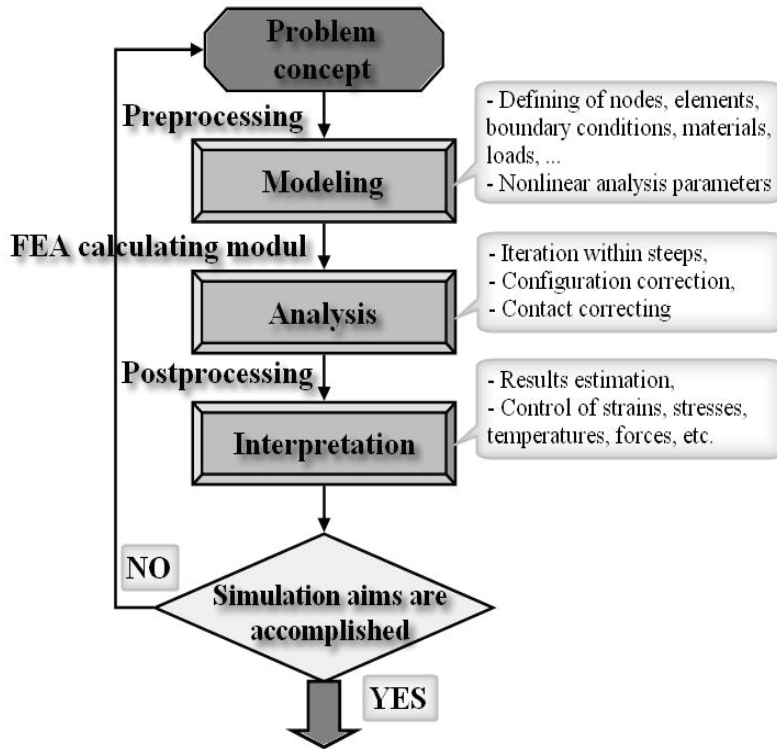 Problem
concept
Preprocessing
- Defining of nodes, elements,
boundary conditions, materials,
loads, ...
- Nonlinear analysis parameters
Modeling
FEA calculating modul
- Iteration within steeps,
- Configuration correction,
- Contact correcting
Analysis
Postprocessing
- Results estimation,
- Control of strains, stresses,
temperatures, forces, etc.
Interpretation
NO
Simulation aims are
accomplished
YES